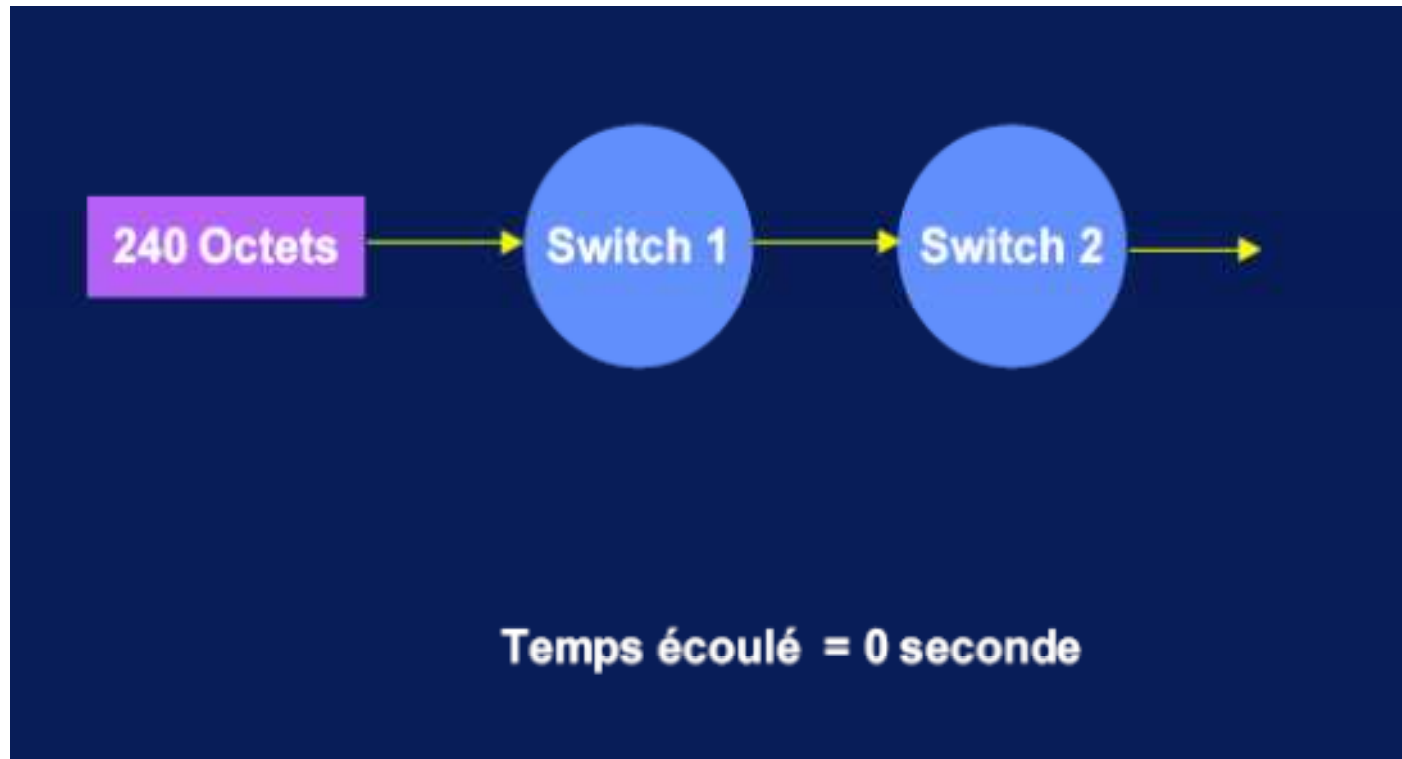 240 Octets
Switch 1
Switch 2
Temps écoulé = 0 seconde